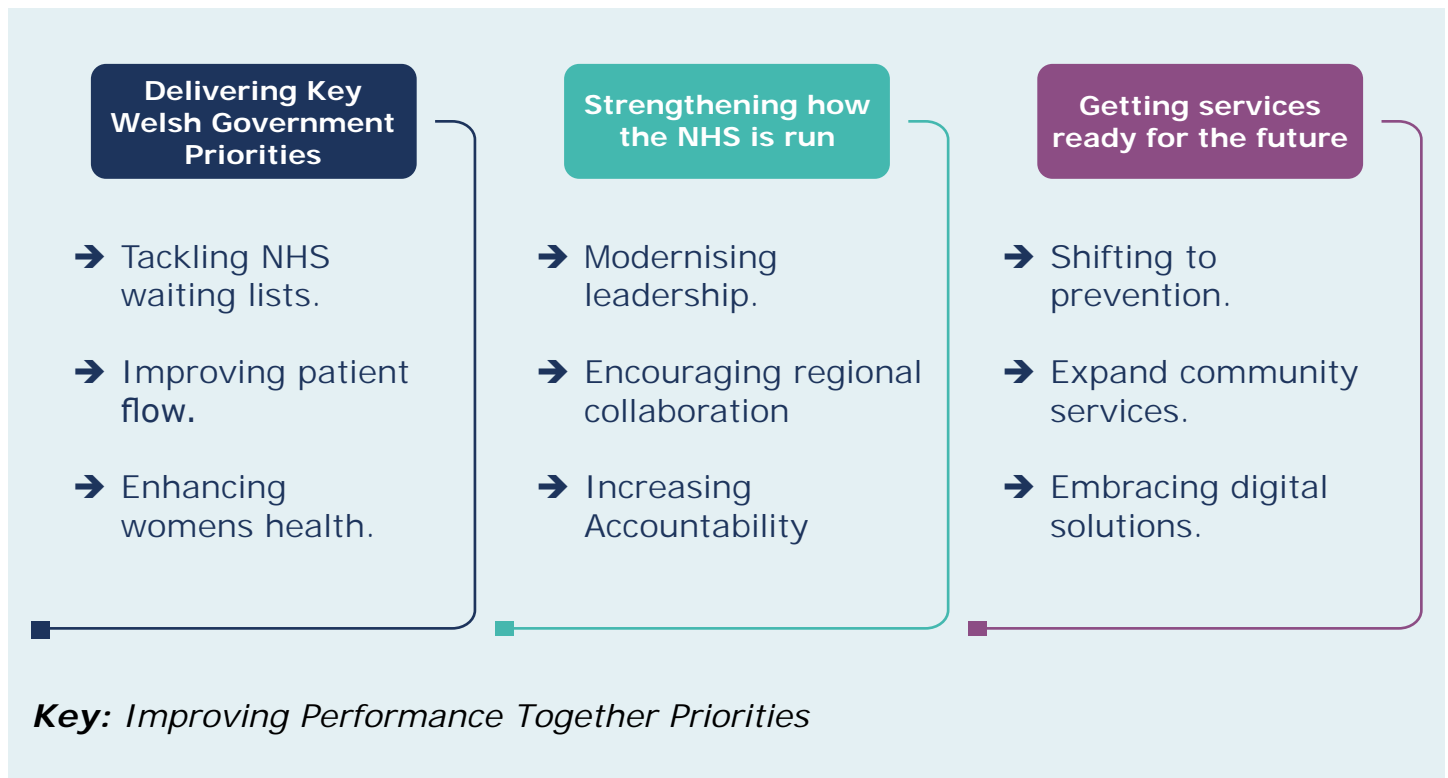 Delivering Key
Welsh Government
Priorities
➔ Tackling NHS
waiting lists.
➔ Improving patient
flow.
➔ Enhancing
womens health.
Strengthening how
the NHS is run
➔ Modernising
leadership.
➔ Encouraging regional
collaboration
➔ Increasing
Accountability
Getting services
ready for the future
➔ Shifting to
prevention.
➔ Expand community
services.
➔ Embracing digital
solutions.
Key: Improving Performance Together Priorities